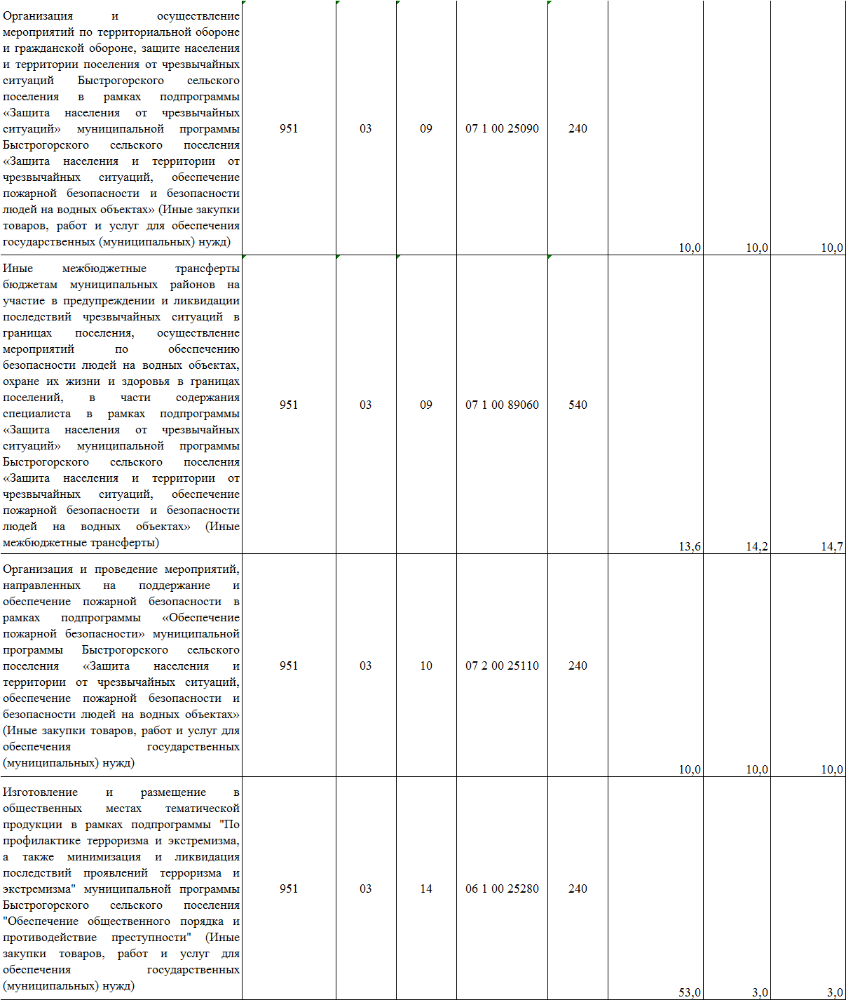 Организация и осуществление
мероприятий по территориальной обороне
и гражданской обороне, защите населения
и территории поселения от чрезвычайных
ситуаций Быстрогорского сельского
поселения в рамках подпрограммы
«Защита населения от чрезвычайных
ситуаций» муниципальной программы
Быстрогорского сельского поселения
«Защита населения и территории от
чрезвычайных ситуаций, обеспечение
пожарной безопасности и безопасности
людей на водных объектах» (Иные закупки
товаров, работ и услуг для обеспечения
государственных (муниципальных) нужд)
951 03 09 07 1 00 25090 240 10,0 10,0 10,0
Иные межбюджетные трансферты
бюджетам муниципальных районов на
участие в предупреждении и ликвидации
последствий чрезвычайных ситуаций в
границах поселения, осуществление
мероприятий по обеспечению
безопасности людей на водных объектах,
охране их жизни и здоровья в границах
поселений, в части содержания
специалиста в рамках подпрограммы
«Защита населения от чрезвычайных
ситуаций» муниципальной программы
Быстрогорского сельского поселения
«Защита населения и территории от
чрезвычайных ситуаций, обеспечение
пожарной безопасности и безопасности
людей на водных объектах» (Иные
межбюджетные трансферты)
951 03 09 07 1 00 89060 540 13,6 14,2 14,7
Организация и проведение мероприятий,
направленных на поддержание и
обеспечение пожарной безопасности в
рамках подпрограммы «Обеспечение
пожарной безопасности» муниципальной
программы Быстрогорского сельского
поселения «Защита населения и
территории от чрезвычайных ситуаций,
обеспечение пожарной безопасности и
безопасности людей на водных объектах»
(Иные закупки товаров, работ и услуг для
обеспечения государственных
(муниципальных) нужд)
951 03 10 07 2 00 25110 240 10,0 10,0 10,0
Изготовление и размещение в
общественных местах тематической
продукции в рамках подпрограммы "По
профилактике терроризма и экстремизма,
а также минимизация и ликвидация
последствий проявлений терроризма и
экстремизма" муниципальной программы
Быстрогорского сельского поселения
"Обеспечение общественного порядка и
противодействие преступности" (Иные
закупки товаров, работ и услуг для
обеспечения государственных
(муниципальных) нужд)
951 03 14 06 1 00 25280 240 53,0 3,0 3,0